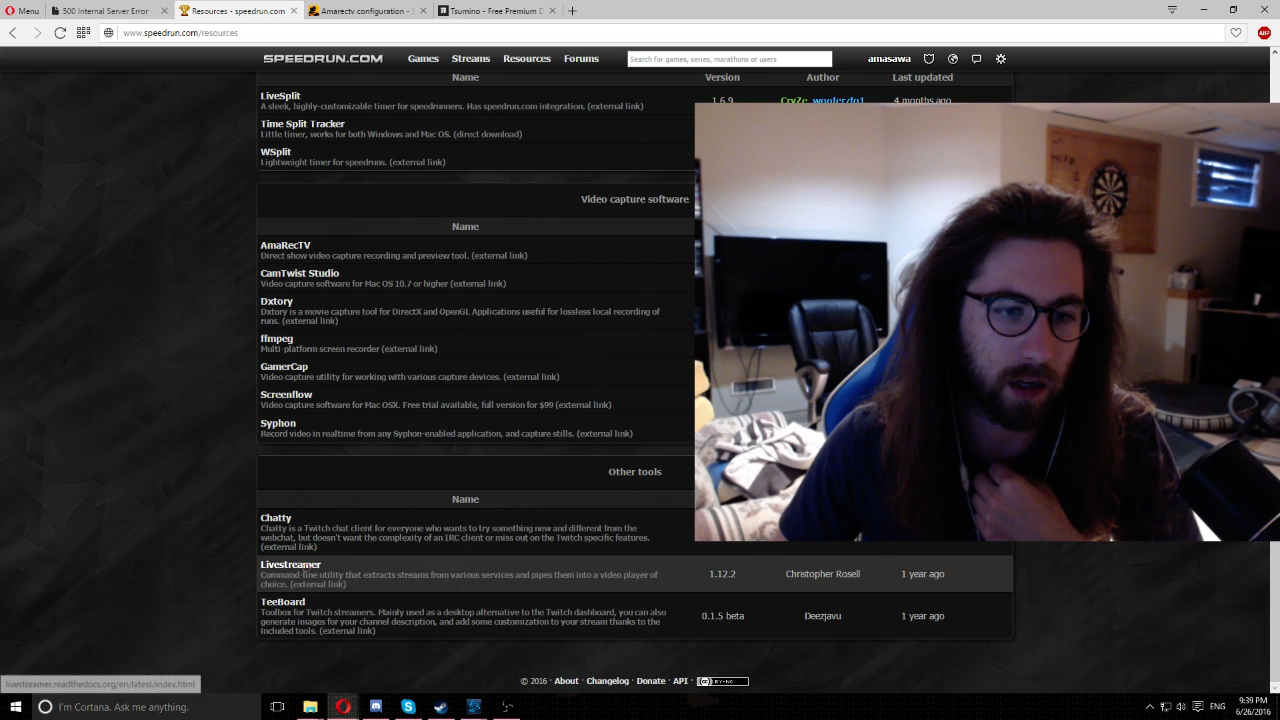 Menu
500 Internal Server Error
Resources - speedrun.com
Amarectv configuration - S
Tsumino - Free Premium D
www.speedrun.com/resources
ABP
SPEEDRUN.COM
Games
Streams
Resources
Forums
Search for games, series, marathons or users
amasawa
Name
Version
Author
Last updated
LiveSplit
A sleek, highly-customizable timer for speedrunners. Has speedrun.com integration. (external link)
1.6.9
CryZe, wooferzfg1
4 months ago
Time Split Tracker
Little timer, works for both Windows and Mac OS. (direct download)
WSplit
Lightweight timer for speedruns. (external link)
Video capture software
Name
AmaRecTV
Direct show video capture recording and preview tool. (external link)
CamTwist Studio
Video capture software for Mac OS 10.7 or higher (external link)
Dxtory
Dxtory is a movie capture tool for DirectX and OpenGL Applications useful for lossless local recording of
runs. (external link)
ffmpeg
Multi-platform screen recorder (external link)
GamerCap
Video capture utility for working with various capture devices. (external link)
Screenflow
Video capture software for Mac OSX. Free trial available, full version for $99 (external link)
Syphon
Record video in realtime from any Syphon-enabled application, and capture stills. (external link)
Other tools
Name
Chatty
Chatty is a Twitch chat client for everyone who wants to try something new and different from the
webchat, but doesn't want the complexity of an IRC client or miss out on the Twitch specific features.
(external link)
Livestreamer
Command-line utility that extracts streams from various services and pipes them into a video player of
choice. (external link)
1.12.2
Christopher Rosell
1 year ago
TeeBoard
Toolbox for Twitch streamers. Mainly used as a desktop alternative to the Twitch dashboard, you can also
generate images for your channel description, and add some customization to your stream thanks to the
included tools. (external link)
0.1.5 beta
Deezjavu
1 year ago
© 2016 · About · Changelog · Donate · API ·
livestreamer.readthedocs.org/en/latest/index.html
I'm Cortana. Ask me anything.
ENG
9:39 PM
6/26/2016